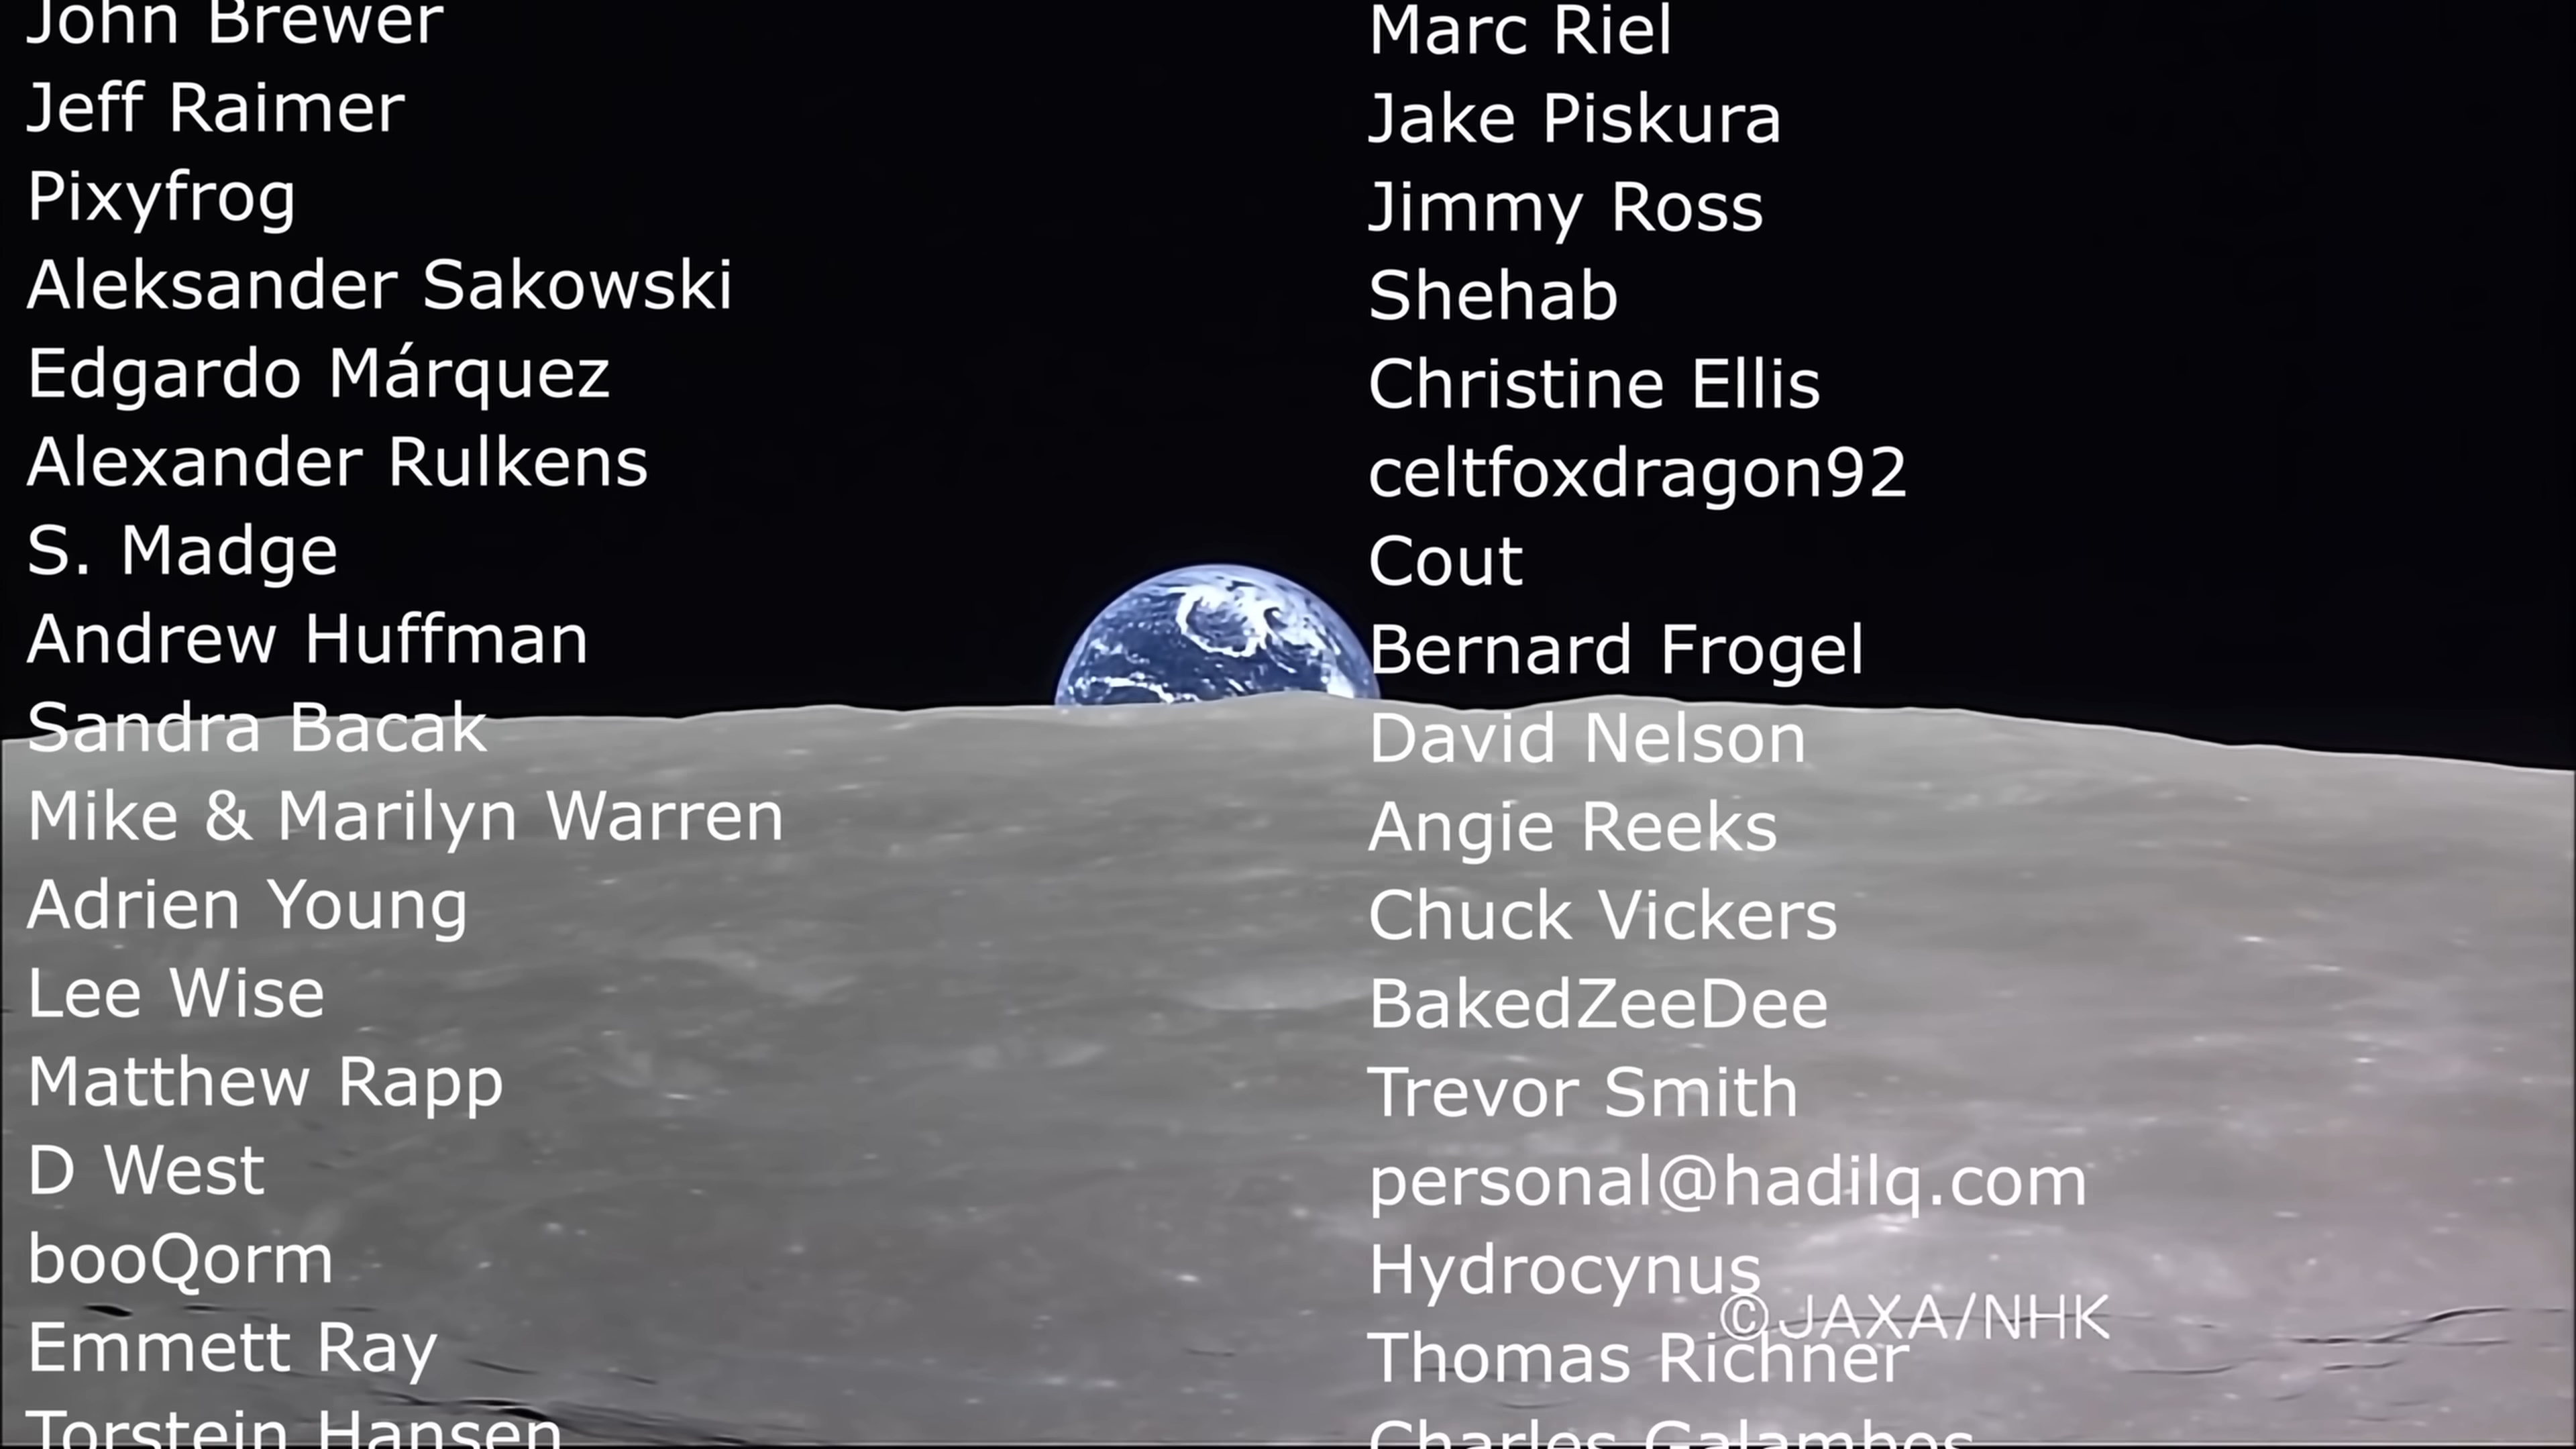 John Brewer
Jeff Raimer
Pixyfrog
Aleksander Sakowski
Edgardo Márquez
Alexander Rulkens
S. Madge
Andrew Huffman
Sandra Bacak
Mike & Marilyn Warren
Adrien Young
Lee Wise
Matthew Rapp
D West
booQorm
Emmett Ray
Torstein Hansen
Marc Riel
Jake Piskura
Jimmy Ross
Shehab
Christine Ellis
celtfoxdragon92
Cout
Bernard Frogel
David Nelson
Angie Reeks
Chuck Vickers
BakedZeeDee
Trevor Smith
personal@hadilq.com
Hydrocynus
©JAXA/NHK
Thomas Richner
Charles Galambos